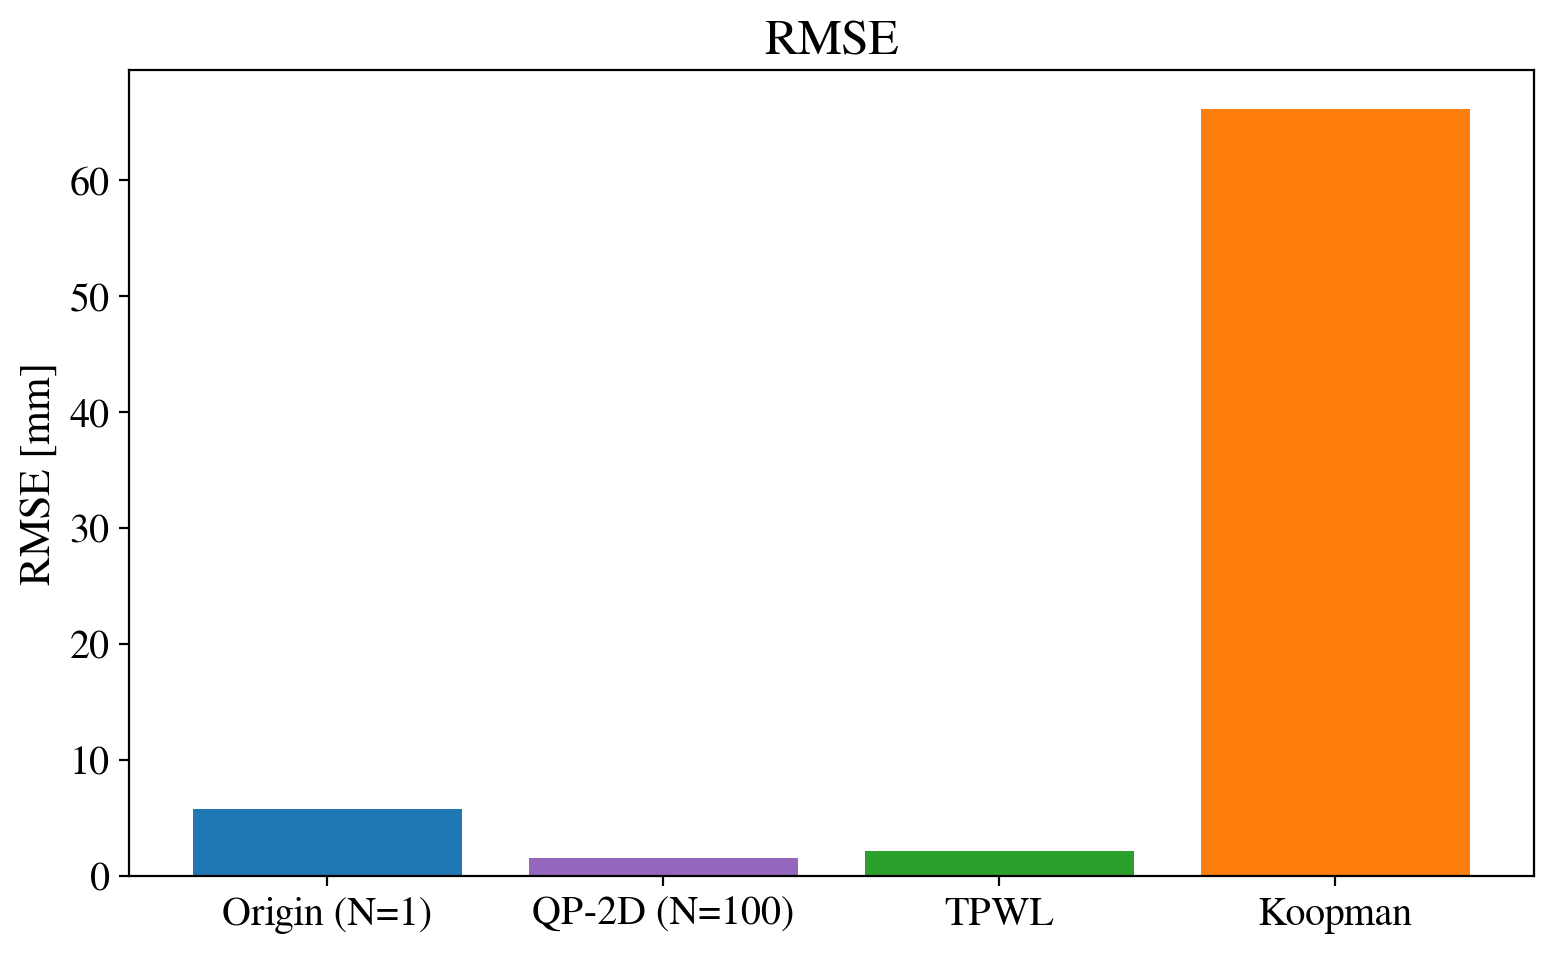 RMSE
RMSE [mm]
60
50
40
30
20
10
0
Origin (N=1)
QP-2D (N=100)
TPWL
Koopman